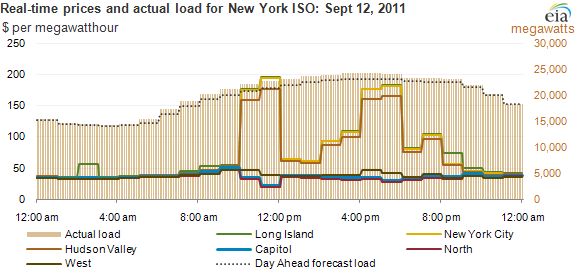 Real-time prices and actual load for New York ISO: Sept 12, 2011
eia
$ per megawatthour
megawatts
250
30,000
200
25,000
20,000
150
15,000
100
10,000
50
5,000
0
0
12:00 am
4:00 am
8:00 am
12:00 pm
4:00 pm
8:00 pm
12:00 am
Actual load
Long Island
New York City
Hudson Valley
Capitol
North
West
Day Ahead forecast load